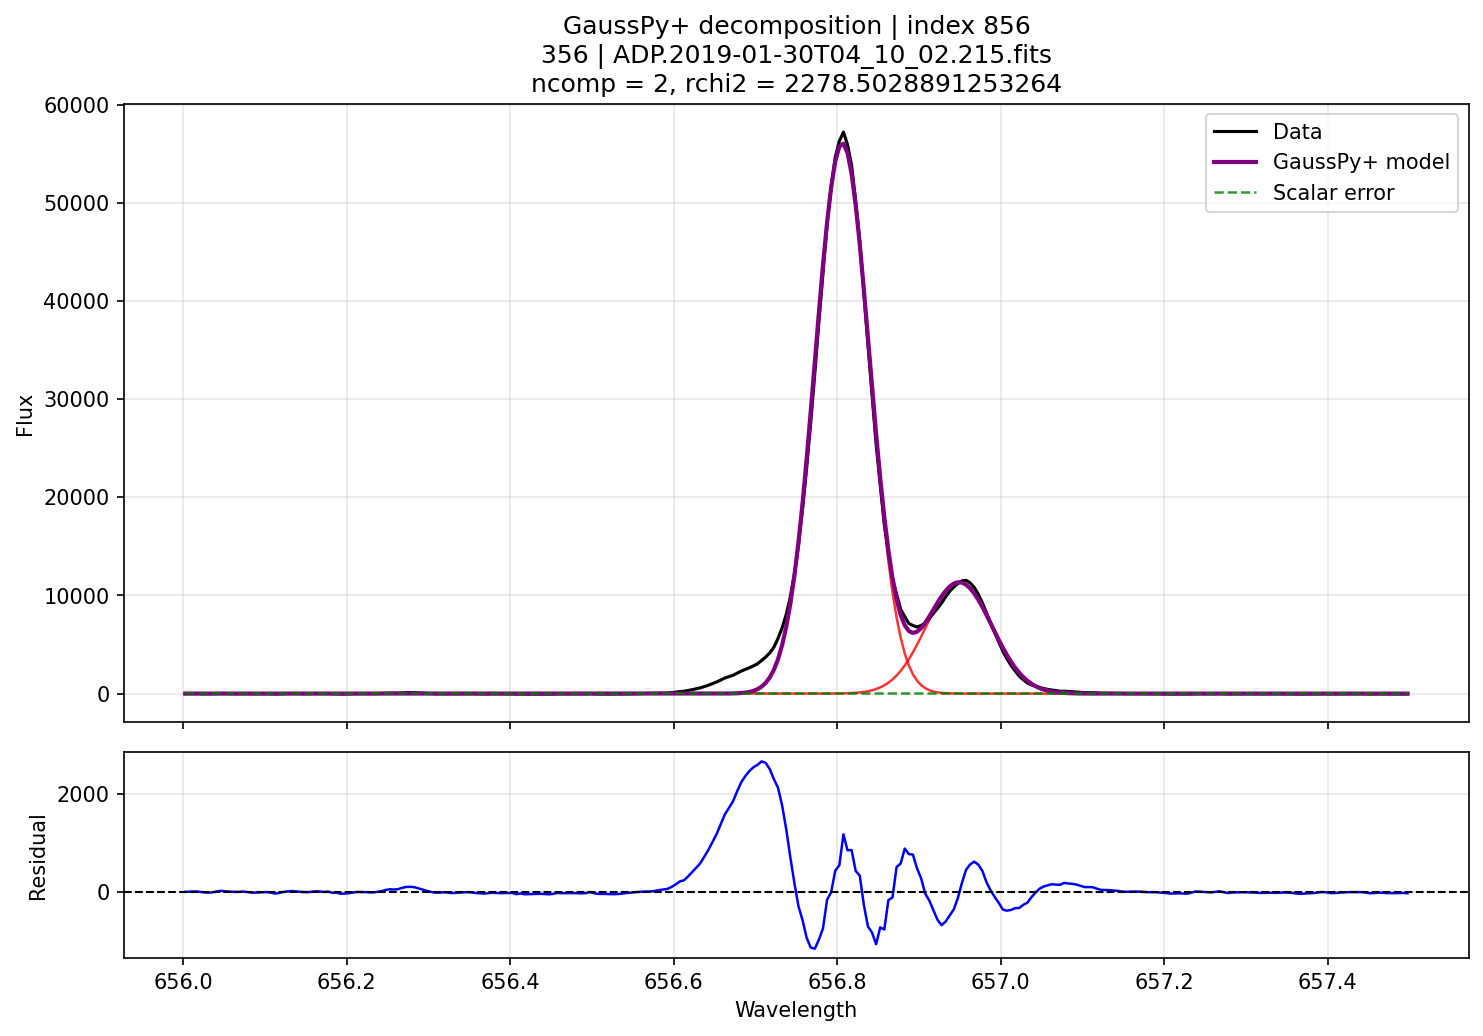 GaussPy+ decomposition | index 856
356 | ADP.2019-01-30T04_10_02.215.fits
ncomp = 2, rchi2 = 2278.5028891253264
Data
GaussPy+ model
Scalar error
60000
50000
40000
30000
20000
10000
0
Flux
2000
0
Residual
656.0 656.2 656.4 656.6 656.8 657.0 657.2 657.4
Wavelength